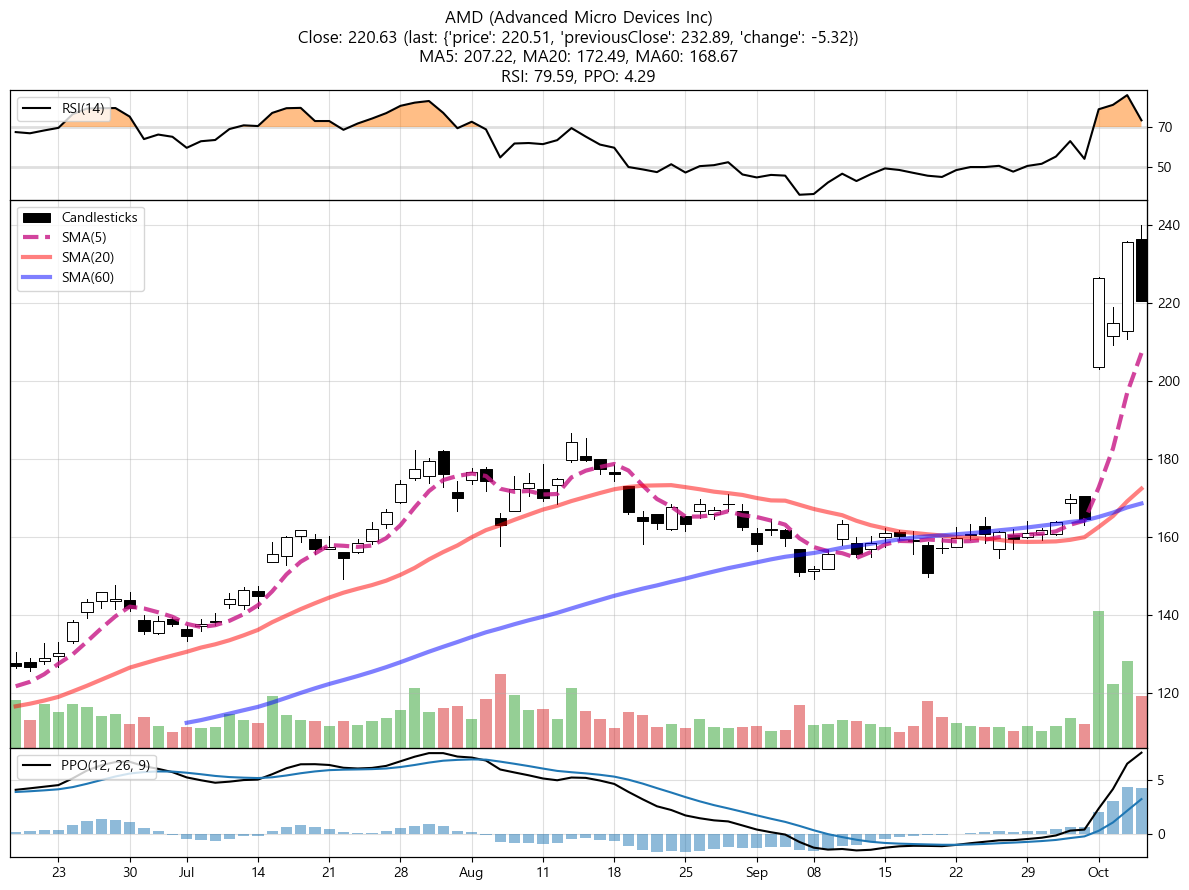 AMD (Advanced Micro Devices Inc)
Close: 220.63 (last: {'price': 220.51, 'previousClose': 232.89, 'change': -5.32})
MA5: 207.22, MA20: 172.49, MA60: 168.67
RSI: 79.59, PPO: 4.29
RSI(14)
70
50
Candlesticks
SMA(5)
SMA(20)
SMA(60)
240
220
200
180
160
140
120
PPO(12, 26, 9)
5
0
23 30 Jul 14 21 28 Aug 11 18 25 Sep 08 15 22 29 Oct